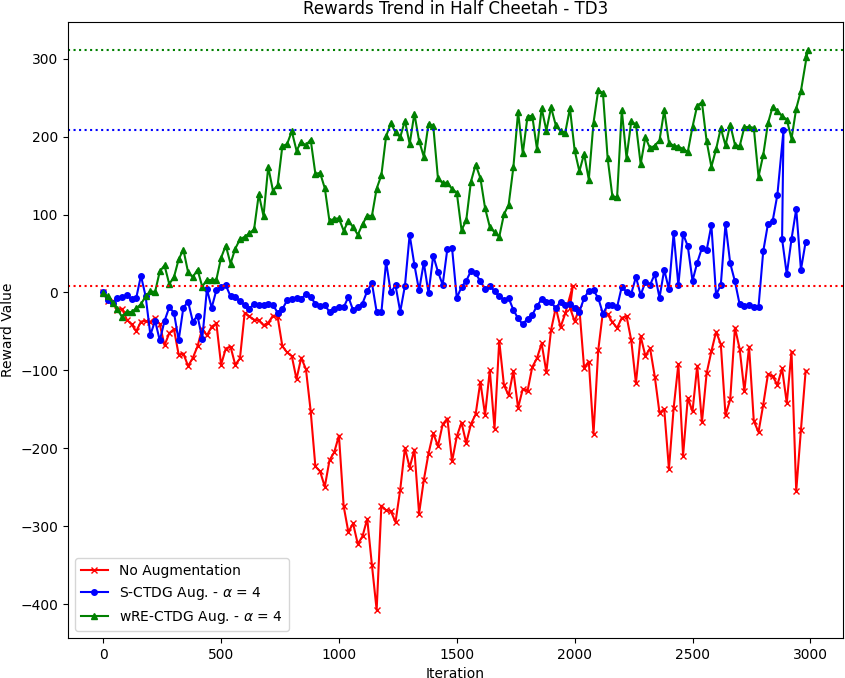 Rewards Trend in Half Cheetah - TD3
Reward Value
300
200
100
0
−100
−200
−300
−400
No Augmentation
S-CTDG Aug. - α = 4
wRE-CTDG Aug. - α = 4
0
500
1000
1500
2000
2500
3000
Iteration